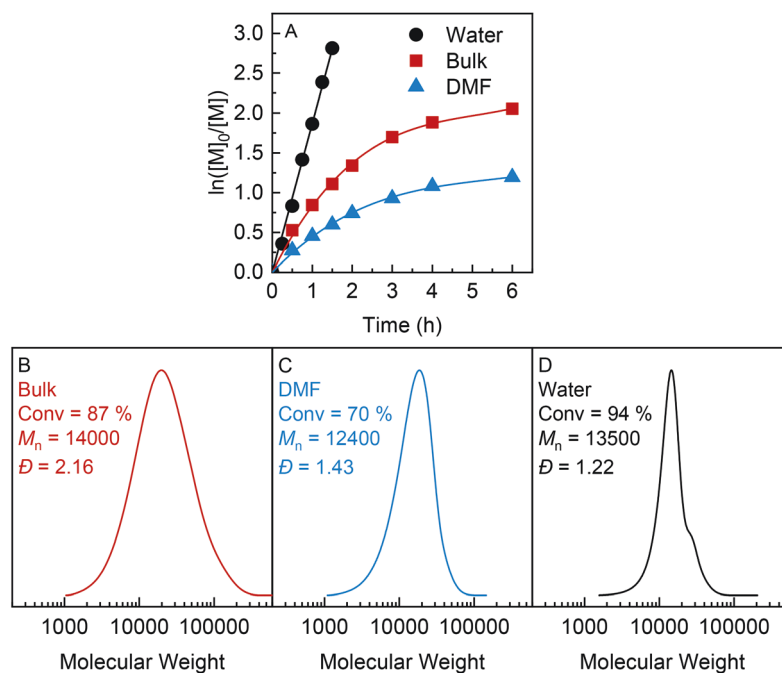 A
Water
Bulk
DMF
ln([M]0/[M])
3.0
2.5
2.0
1.5
1.0
0.5
0.0
0 1 2 3 4 5 6
Time (h)
B
Bulk
Conv = 87 %
Mn = 14000
Đ = 2.16
1000 10000 100000
Molecular Weight
C
DMF
Conv = 70 %
Mn = 12400
Đ = 1.43
1000 10000 100000
Molecular Weight
D
Water
Conv = 94 %
Mn = 13500
Đ = 1.22
1000 10000 100000
Molecular Weight